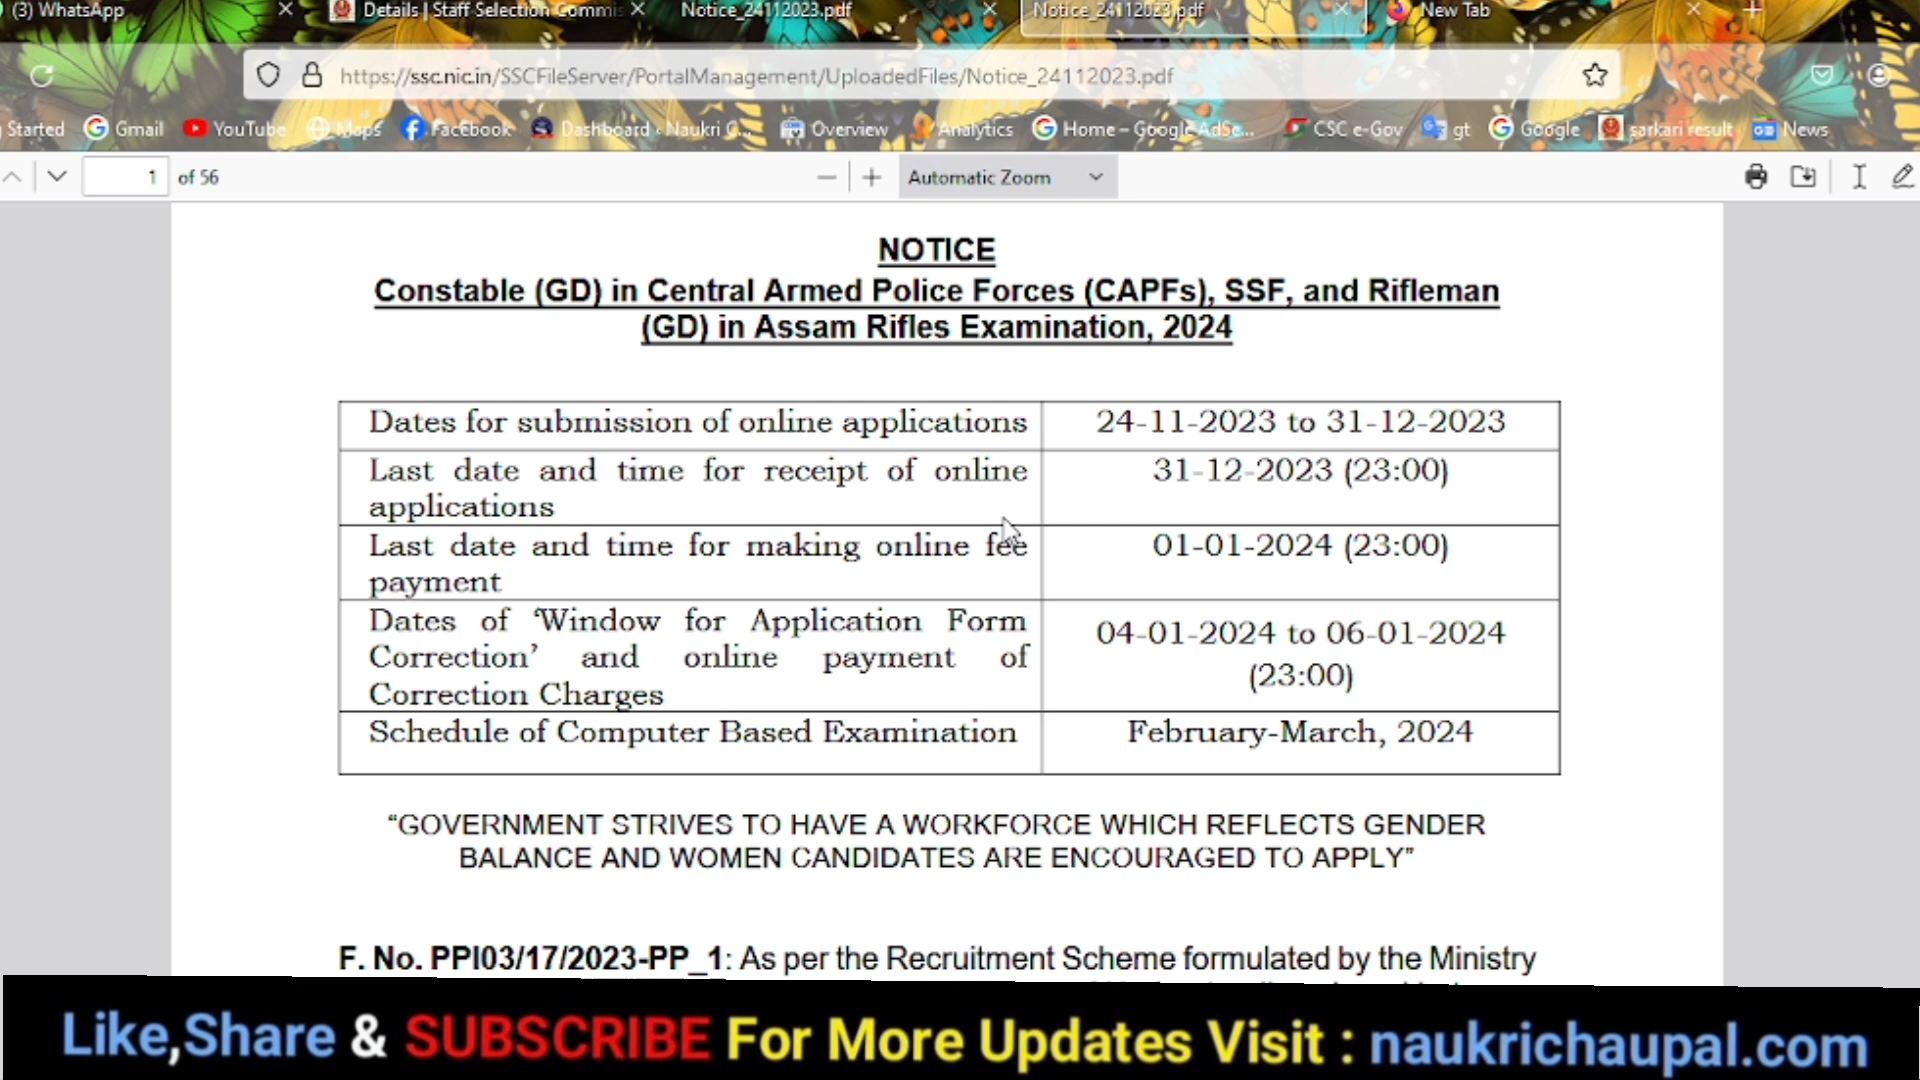 (3) WhatsApp
Details | Staff Selection Commis
Notice_24112023.pdf
Notice_24112023.pdf
New Tab
https://ssc.nic.in/SSCFileServer/PortalManagement/UploadedFiles/Notice_24112023.pdf
Started
Gmail
YouTube
Maps
Facebook
Dashboard ‹ Naukri C...
Overview
Analytics
Home – Google AdSe...
CSC e-Gov
gt
Google
sarkari result
News
1 of 56
Automatic Zoom
NOTICE
Constable (GD) in Central Armed Police Forces (CAPFs), SSF, and Rifleman
(GD) in Assam Rifles Examination, 2024
Dates for submission of online applications 24-11-2023 to 31-12-2023
Last date and time for receipt of online 31-12-2023 (23:00)
applications
Last date and time for making online fee 01-01-2024 (23:00)
payment
Dates of ‘Window for Application Form
Correction’ and online payment of
Correction Charges
04-01-2024 to 06-01-2024
(23:00)
Schedule of Computer Based Examination February-March, 2024
“GOVERNMENT STRIVES TO HAVE A WORKFORCE WHICH REFLECTS GENDER
BALANCE AND WOMEN CANDIDATES ARE ENCOURAGED TO APPLY”
F. No. PPI03/17/2023-PP_1: As per the Recruitment Scheme formulated by the Ministry
Like,Share & SUBSCRIBE For More Updates Visit : naukrichaupal.com